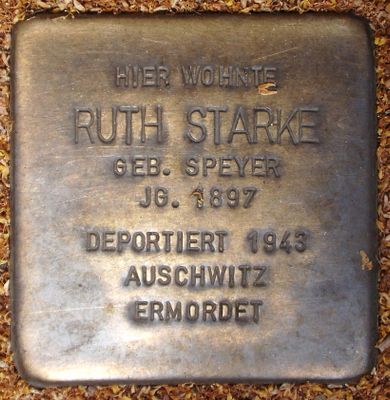 HIER WOHNTE
RUTH STARKE
GEB. SPEYER
JG. 1897
DEPORTIERT 1943
AUSCHWITZ
ERMORDET